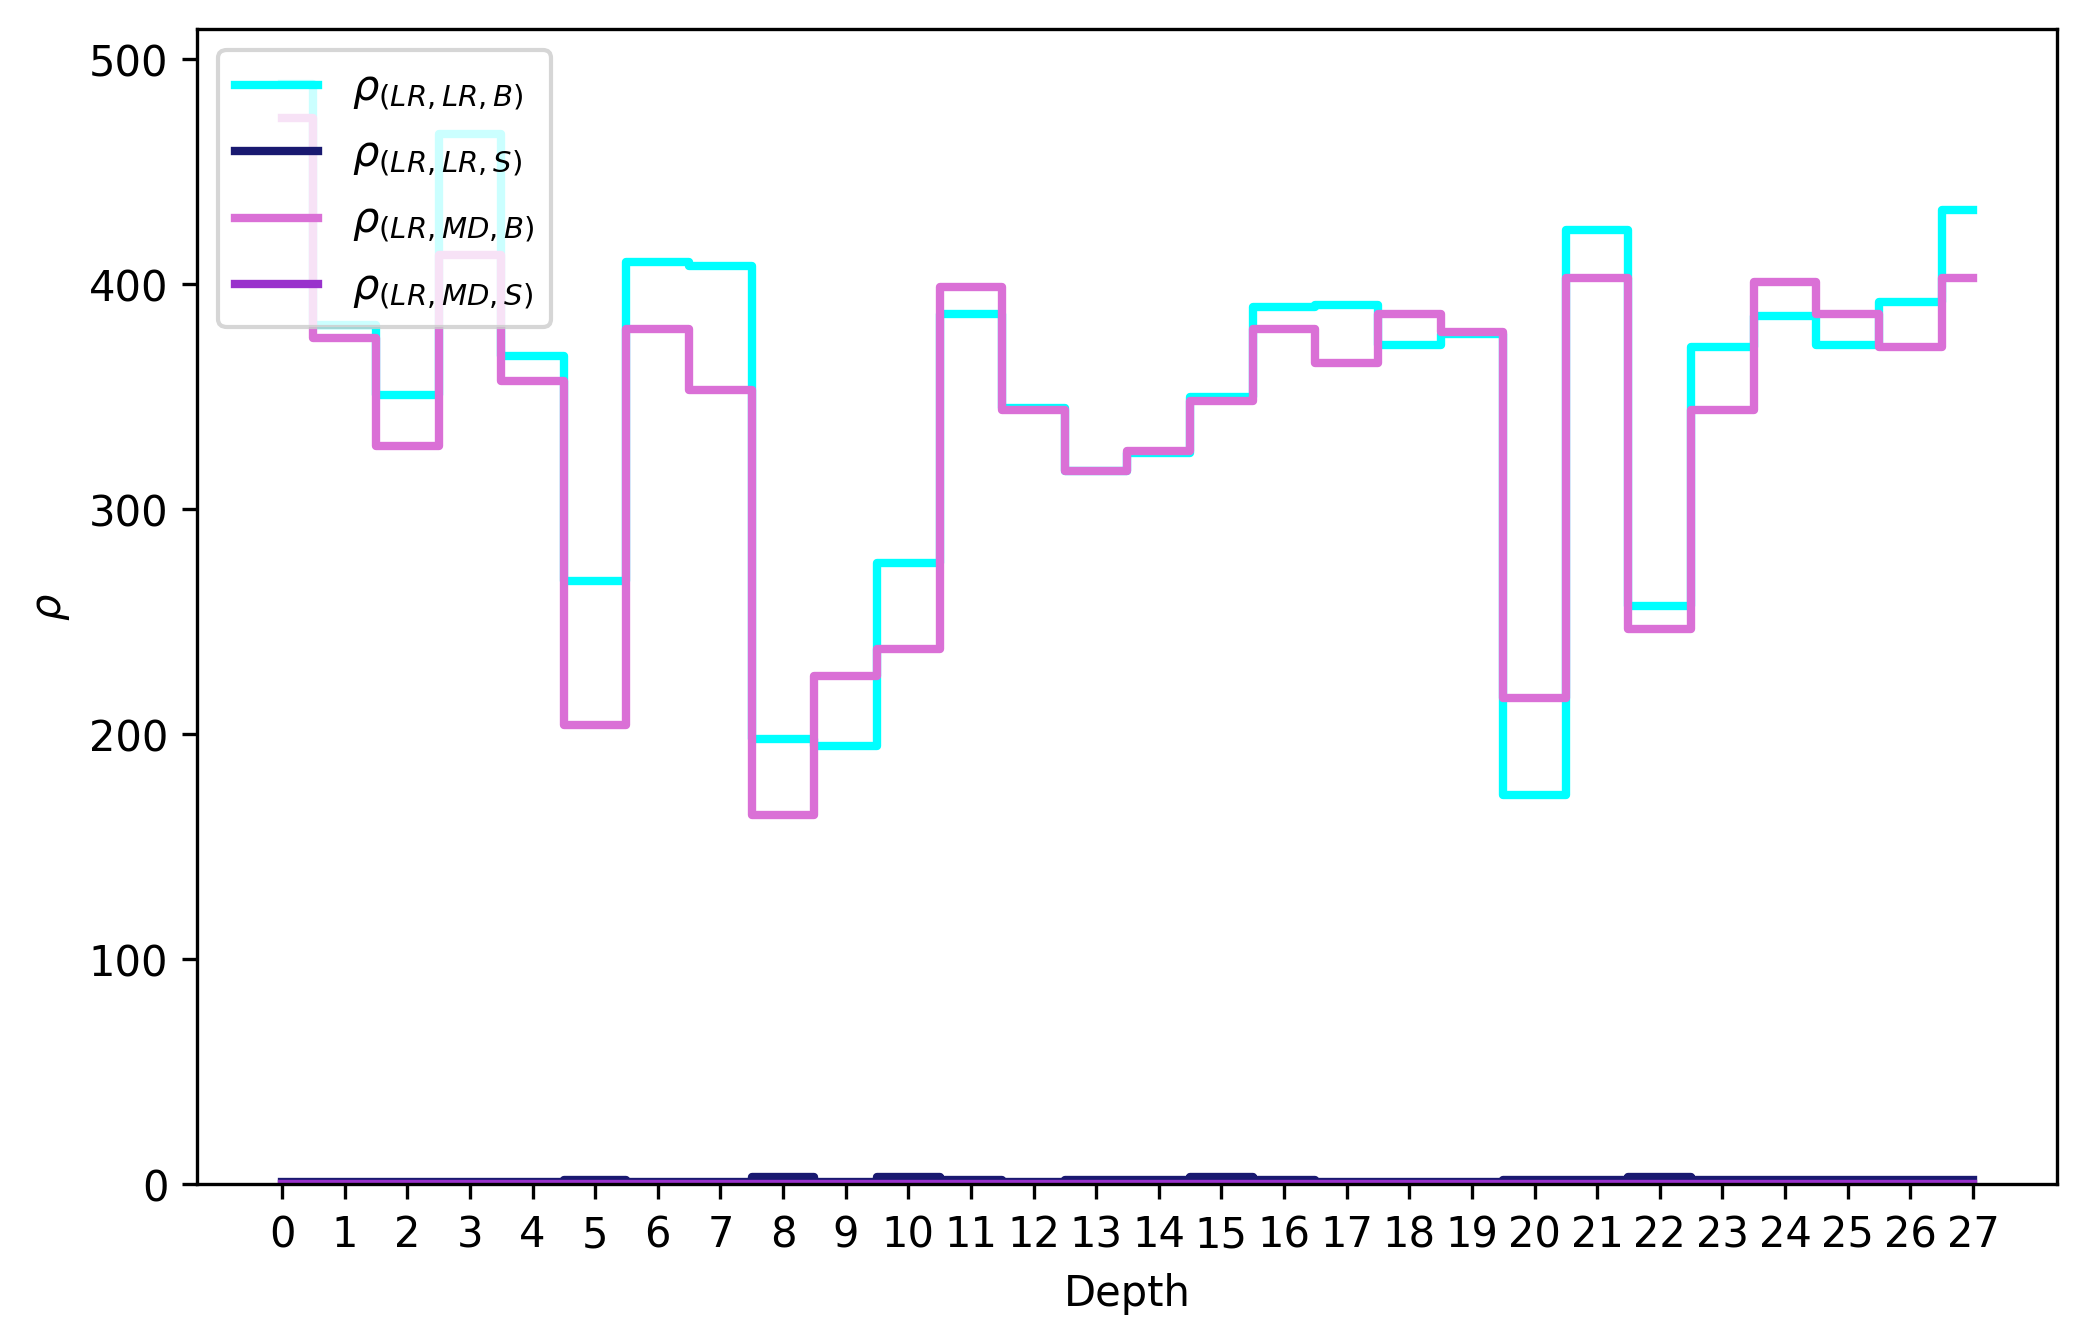 500
400
300
200
100
0
ρ
ρ(LR, LR, B)
ρ(LR, LR, S)
ρ(LR, MD, B)
ρ(LR, MD, S)
0 1 2 3 4 5 6 7 8 9 10 11 12 13 14 15 16 17 18 19 20 21 22 23 24 25 26 27
Depth